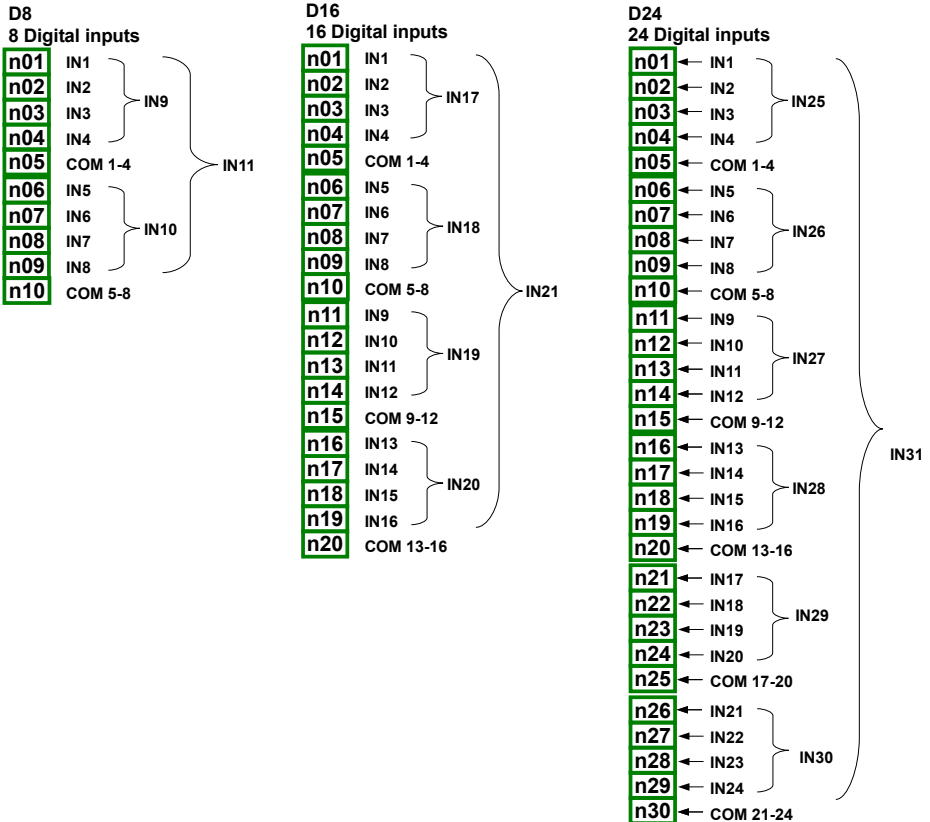 D8
8 Digital inputs
n01 IN1
n02 IN2
n03 IN3
n04 IN4
n05 COM 1-4
n06 IN5
n07 IN6
n08 IN7
n09 IN8
n10 COM 5-8
IN9
IN10
IN11
D16
16 Digital inputs
n01 IN1
n02 IN2
n03 IN3
n04 IN4
n05 COM 1-4
n06 IN5
n07 IN6
n08 IN7
n09 IN8
n10 COM 5-8
n11 IN9
n12 IN10
n13 IN11
n14 IN12
n15 COM 9-12
n16 IN13
n17 IN14
n18 IN15
n19 IN16
n20 COM 13-16
IN17
IN18
IN19
IN20
IN21
D24
24 Digital inputs
n01 IN1
n02 IN2
n03 IN3
n04 IN4
n05 COM 1-4
n06 IN5
n07 IN6
n08 IN7
n09 IN8
n10 COM 5-8
n11 IN9
n12 IN10
n13 IN11
n14 IN12
n15 COM 9-12
n16 IN13
n17 IN14
n18 IN15
n19 IN16
n20 COM 13-16
n21 IN17
n22 IN18
n23 IN19
n24 IN20
n25 COM 17-20
n26 IN21
n27 IN22
n28 IN23
n29 IN24
n30 COM 21-24
IN25
IN26
IN27
IN28
IN29
IN30
IN31